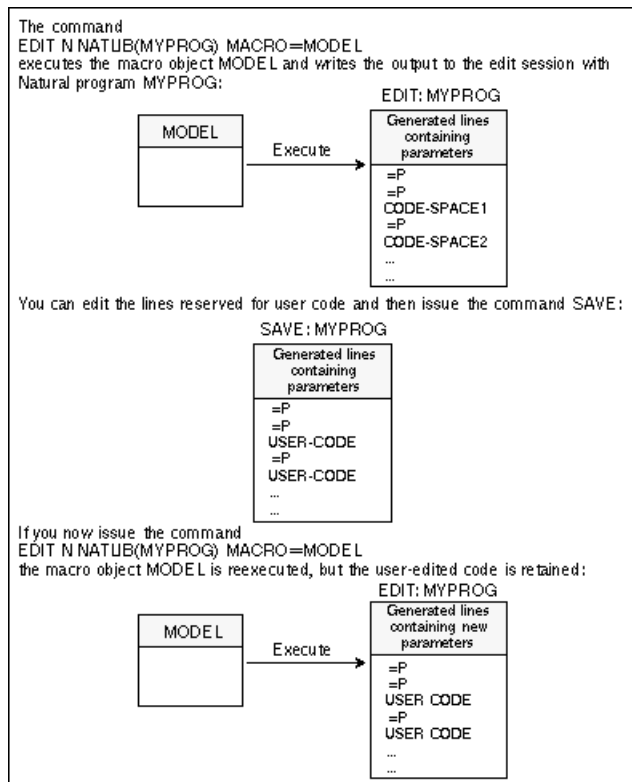 The command
EDIT N NATLIB(MYPROG) MACRO=MODEL
executes the macro object MODEL and writes the output to the edit session with
Natural program MYPROG:
EDIT: MYPROG
MODEL
Execute
Generated lines
containing
parameters
=P
=P
CODE-SPACE1
=P
CODE-SPACE2
...
...
You can edit the lines reserved for user code and then issue the command SAVE:
SAVE: MYPROG
Generated lines
containing
parameters
=P
=P
USER-CODE
=P
USER-CODE
...
...
If you now issue the command
EDIT N NATLIB(MYPROG) MACRO=MODEL
the macro object MODEL is reexecuted, but the user-edited code is retained:
EDIT: MYPROG
MODEL
Execute
Generated lines
containing new
parameters
=P
=P
USER CODE
=P
USER CODE
...
...